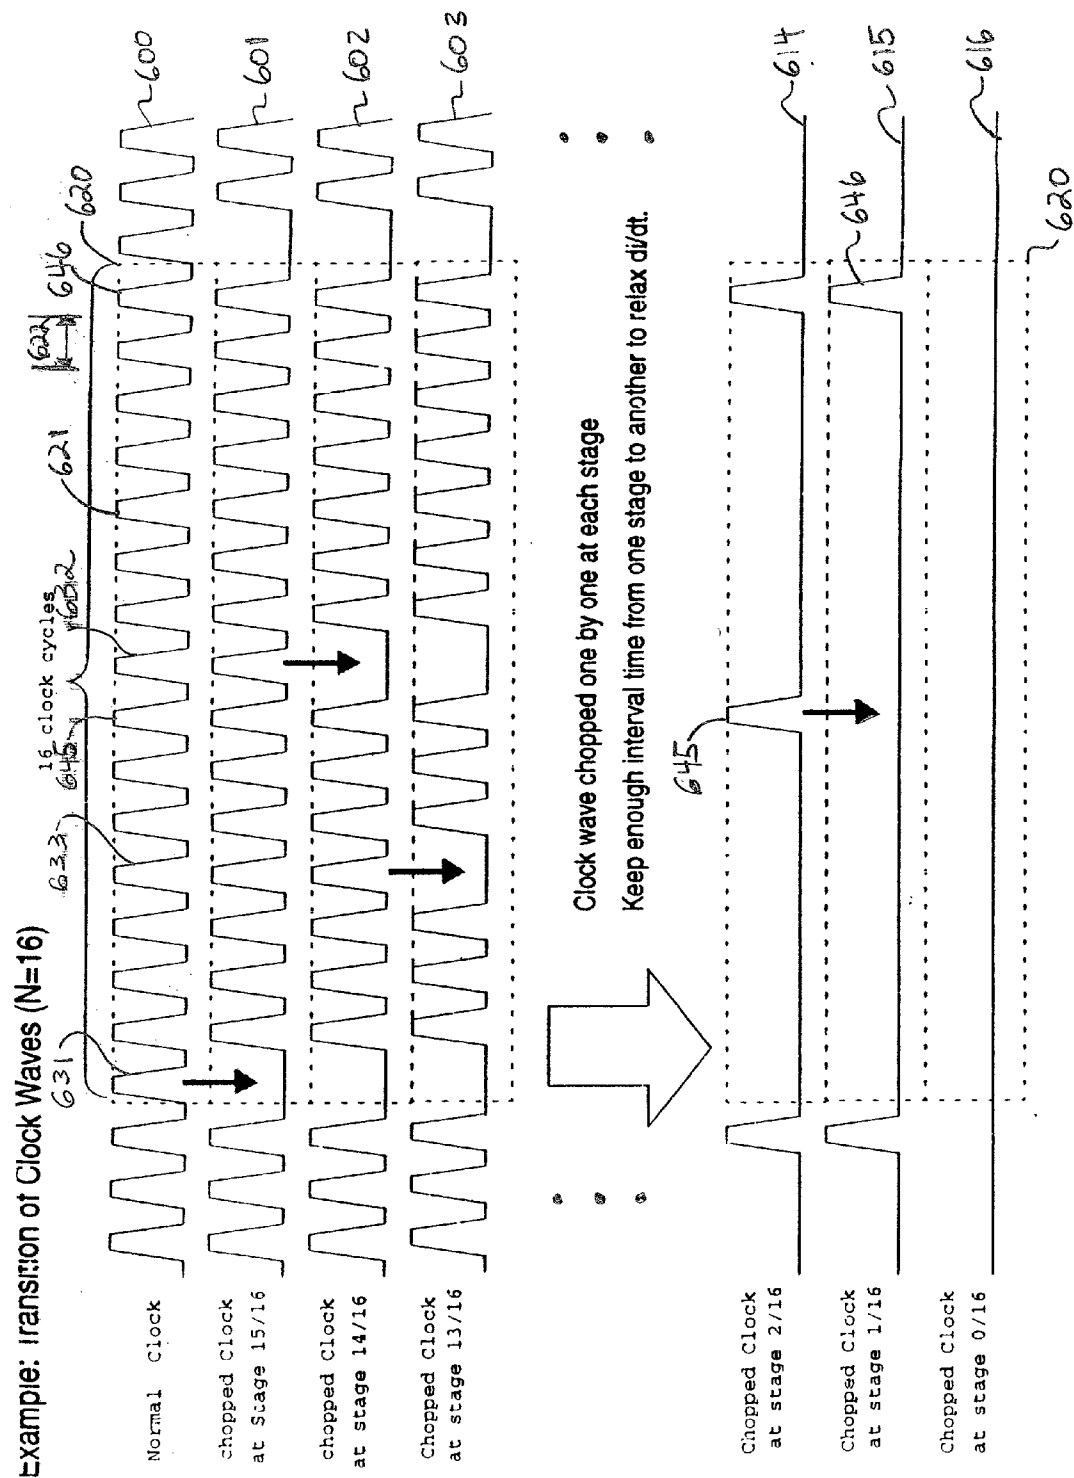 Example: Transition of Clock Waves (N=16)
16 clock cycles
631
633
645
632
621
622
646
620
Normal Clock
600
chopped Clock
at Stage 15/16
601
chopped Clock
at stage 14/16
602
Chopped Clock
at stage 13/16
603
Clock wave chopped one by one at each stage
Keep enough interval time from one stage to another to relax di/dt.
645
Chopped Clock
at stage 2/16
614
Chopped Clock
at stage 1/16
646
615
Chopped Clock
at stage 0/16
616
620